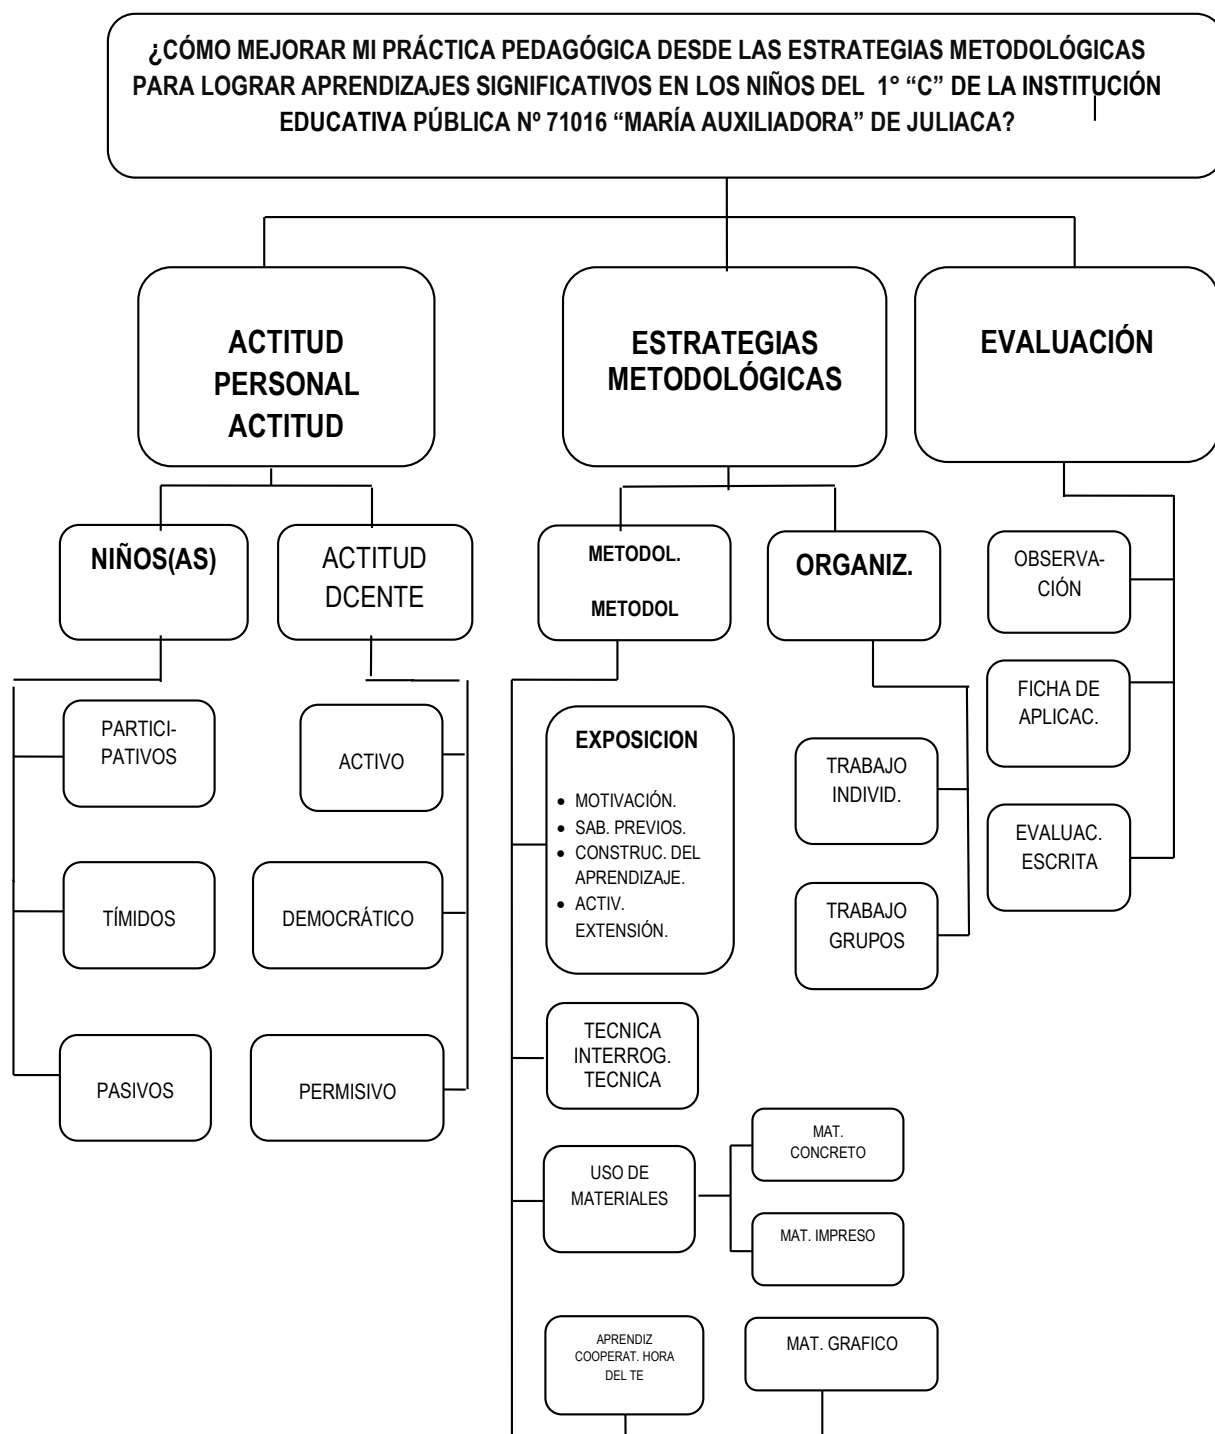 ¿CÓMO MEJORAR MI PRÁCTICA PEDAGÓGICA DESDE LAS ESTRATEGIAS METODOLÓGICAS
PARA LOGRAR APRENDIZAJES SIGNIFICATIVOS EN LOS NIÑOS DEL 1° “C” DE LA INSTITUCIÓN
EDUCATIVA PÚBLICA Nº 71016 “MARÍA AUXILIADORA” DE JULIACA?
ACTITUD
PERSONAL
ACTITUD
ESTRATEGIAS
METODOLÓGICAS
EVALUACIÓN
NIÑOS(AS)
ACTITUD
DCENTE
METODOL.
METODOL
ORGANIZ.
OBSERVA-
CIÓN
FICHA DE
APLICAC.
EVALUAC.
ESCRITA
PARTICI-
PATIVOS
TÍMIDOS
PASIVOS
ACTIVO
DEMOCRÁTICO
PERMISIVO
EXPOSICION
• MOTIVACIÓN.
• SAB. PREVIOS.
• CONSTRUC. DEL
APRENDIZAJE.
• ACTIV.
EXTENSIÓN.
TRABAJO
INDIVID.
TRABAJO
GRUPOS
TECNICA
INTERROG.
TECNICA
USO DE
MATERIALES
MAT.
CONCRETO
MAT. IMPRESO
APRENDIZ
COOPERAT. HORA
DEL TE
MAT. GRAFICO